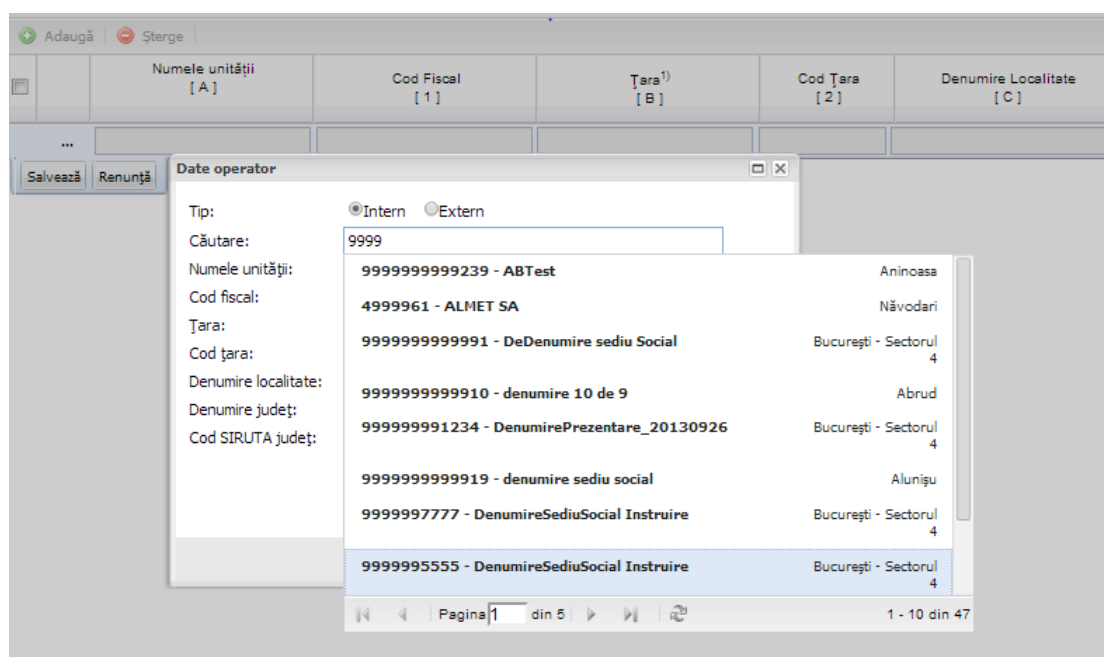 Adaugă Şterge
Numele unităţii Cod Fiscal Ţara1) Cod Ţara Denumire Localitate
[ A ] [ 1 ] [ B ] [ 2 ] [ C ]
...
Salvează Renunţă
Date operator
Tip: Intern Extern
Căutare: 9999
Numele unităţii:
Cod fiscal:
Ţara:
Cod ţara:
Denumire localitate:
Denumire judeţ:
Cod SIRUTA judeţ:
9999999999239 - ABTest Aninoasa
4999961 - ALMET SA Năvodari
9999999999991 - DeDenumire sediu Social Bucureşti - Sectorul
4
9999999999910 - denumire 10 de 9 Abrud
999999991234 - DenumirePrezentare_20130926 Bucureşti - Sectorul
4
9999999999919 - denumire sediu social Alunişu
9999997777 - DenumireSediuSocial Instruire Bucureşti - Sectorul
4
9999995555 - DenumireSediuSocial Instruire Bucureşti - Sectorul
4
Pagina 1 din 5 1 - 10 din 47